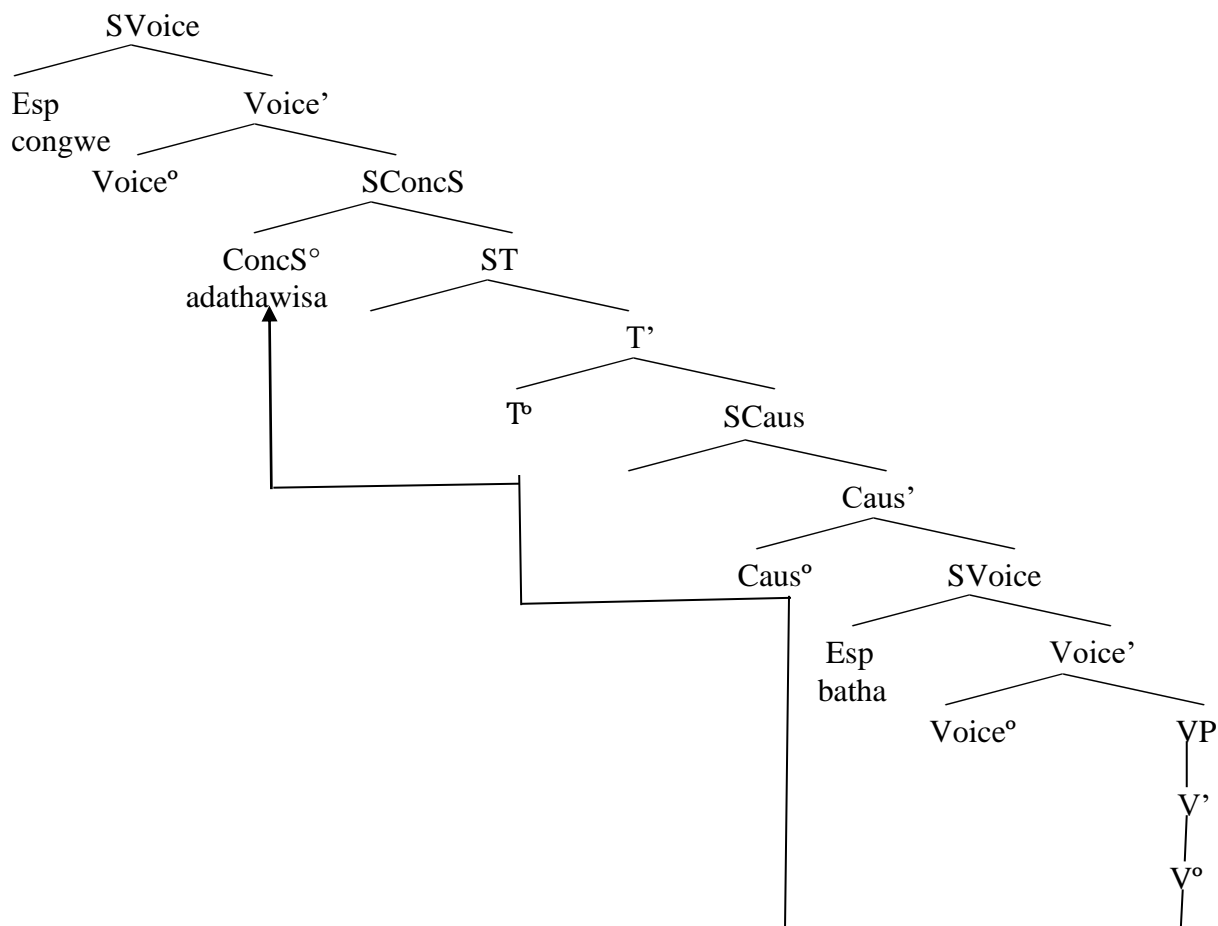 SVoice
Esp Voice’
congwe
Voiceº SConcS
ConcS° ST
adathawisa
T’
Tº SCaus
Caus’
Causº SVoice
Esp Voice’
batha
Voiceº VP
V’
Vº